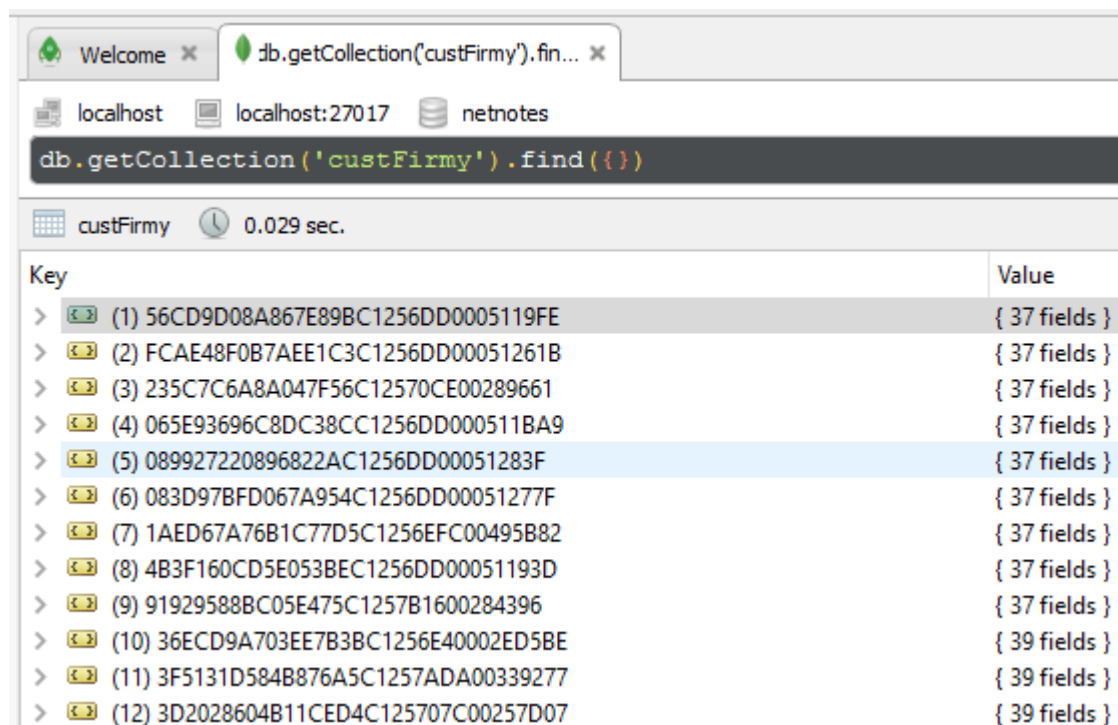 Welcome
db.getCollection('custFirmy').fin...
localhost localhost:27017 netnotes
db.getCollection('custFirmy').find({})
custFirmy 0.029 sec.
Key Value
(1) 56CD9D08A867E89BC1256DD0005119FE { 37 fields }
(2) FCAE48F0B7AEE1C3C1256DD00051261B { 37 fields }
(3) 235C7C6A8A047F56C12570CE00289661 { 37 fields }
(4) 065E93696C8DC38CC1256DD000511BA9 { 37 fields }
(5) 089927220896822AC1256DD00051283F { 37 fields }
(6) 083D97BFD067A954C1256DD00051277F { 37 fields }
(7) 1AED67A76B1C77D5C1256EFC00495B82 { 37 fields }
(8) 4B3F160CD5E053BEC1256DD00051193D { 37 fields }
(9) 91929588BC05E475C1257B1600284396 { 37 fields }
(10) 36ECD9A703EE7B3BC1256E40002ED5BE { 39 fields }
(11) 3F5131D584B876A5C1257ADA00339277 { 39 fields }
(12) 3D2028604B11CED4C125707C00257D07 { 39 fields }